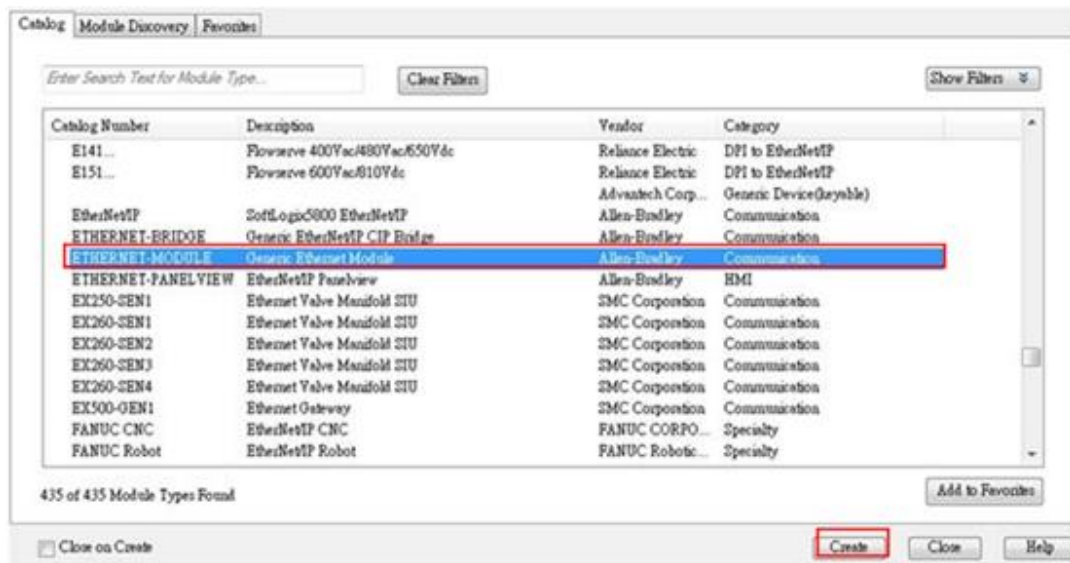 Catalog Module Discovery Favorites
Enter Search Text for Module Type... Clear Filters Show Filters
Catalog Number Description Vendor Category
E141... Flowserve 400Vac/480Vac/650Vdc Reliance Electric DPI to EtherNet/IP
E151... Flowserve 600Vac/810Vdc Reliance Electric DPI to EtherNet/IP
Advantech Corp... Generic Device(keyable)
EtherNet/IP SoftLogix5800 EtherNet/IP Allen-Bradley Communication
ETHERNET-BRIDGE Generic EtherNet/IP CIP Bridge Allen-Bradley Communication
ETHERNET-MODULE Generic Ethernet Module Allen-Bradley Communication
ETHERNET-PANELVIEW EtherNet/IP Panelview Allen-Bradley HMI
EX250-SEN1 Ethernet Valve Manifold SIU SMC Corporation Communication
EX260-SEN1 Ethernet Valve Manifold SIU SMC Corporation Communication
EX260-SEN2 Ethernet Valve Manifold SIU SMC Corporation Communication
EX260-SEN3 Ethernet Valve Manifold SIU SMC Corporation Communication
EX260-SEN4 Ethernet Valve Manifold SIU SMC Corporation Communication
EX500-GEN1 Ethernet Gateway SMC Corporation Communication
FANUC CNC EtherNet/IP CNC FANUC CORPO... Specialty
FANUC Robot EtherNet/IP Robot FANUC Robotic... Specialty
435 of 435 Module Types Found Add to Favorites
Close on Create Create Close Help